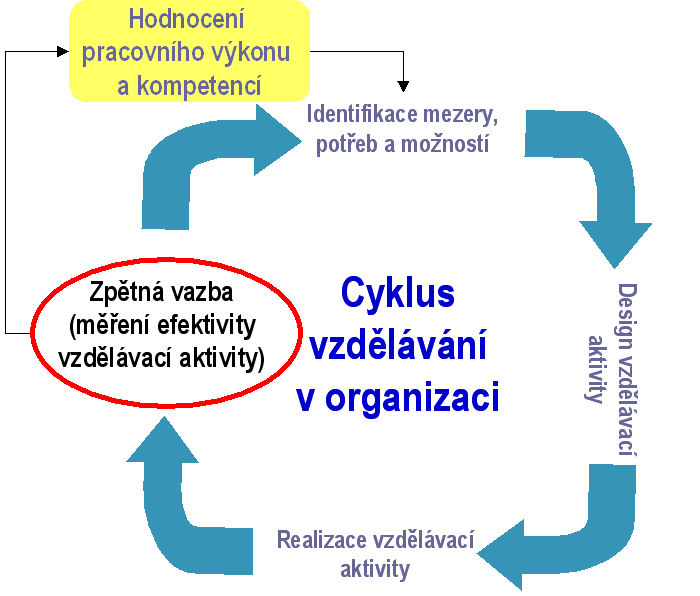 Hodnocení
pracovního výkonu
a kompetencí
Identifikace mezery,
potřeb a možností
Design vzdělávací
aktivity
Zpětná vazba
(měření efektivity
vzdělávací aktivity)
Cyklus
vzdělávání
v organizaci
Realizace vzdělávací
aktivity